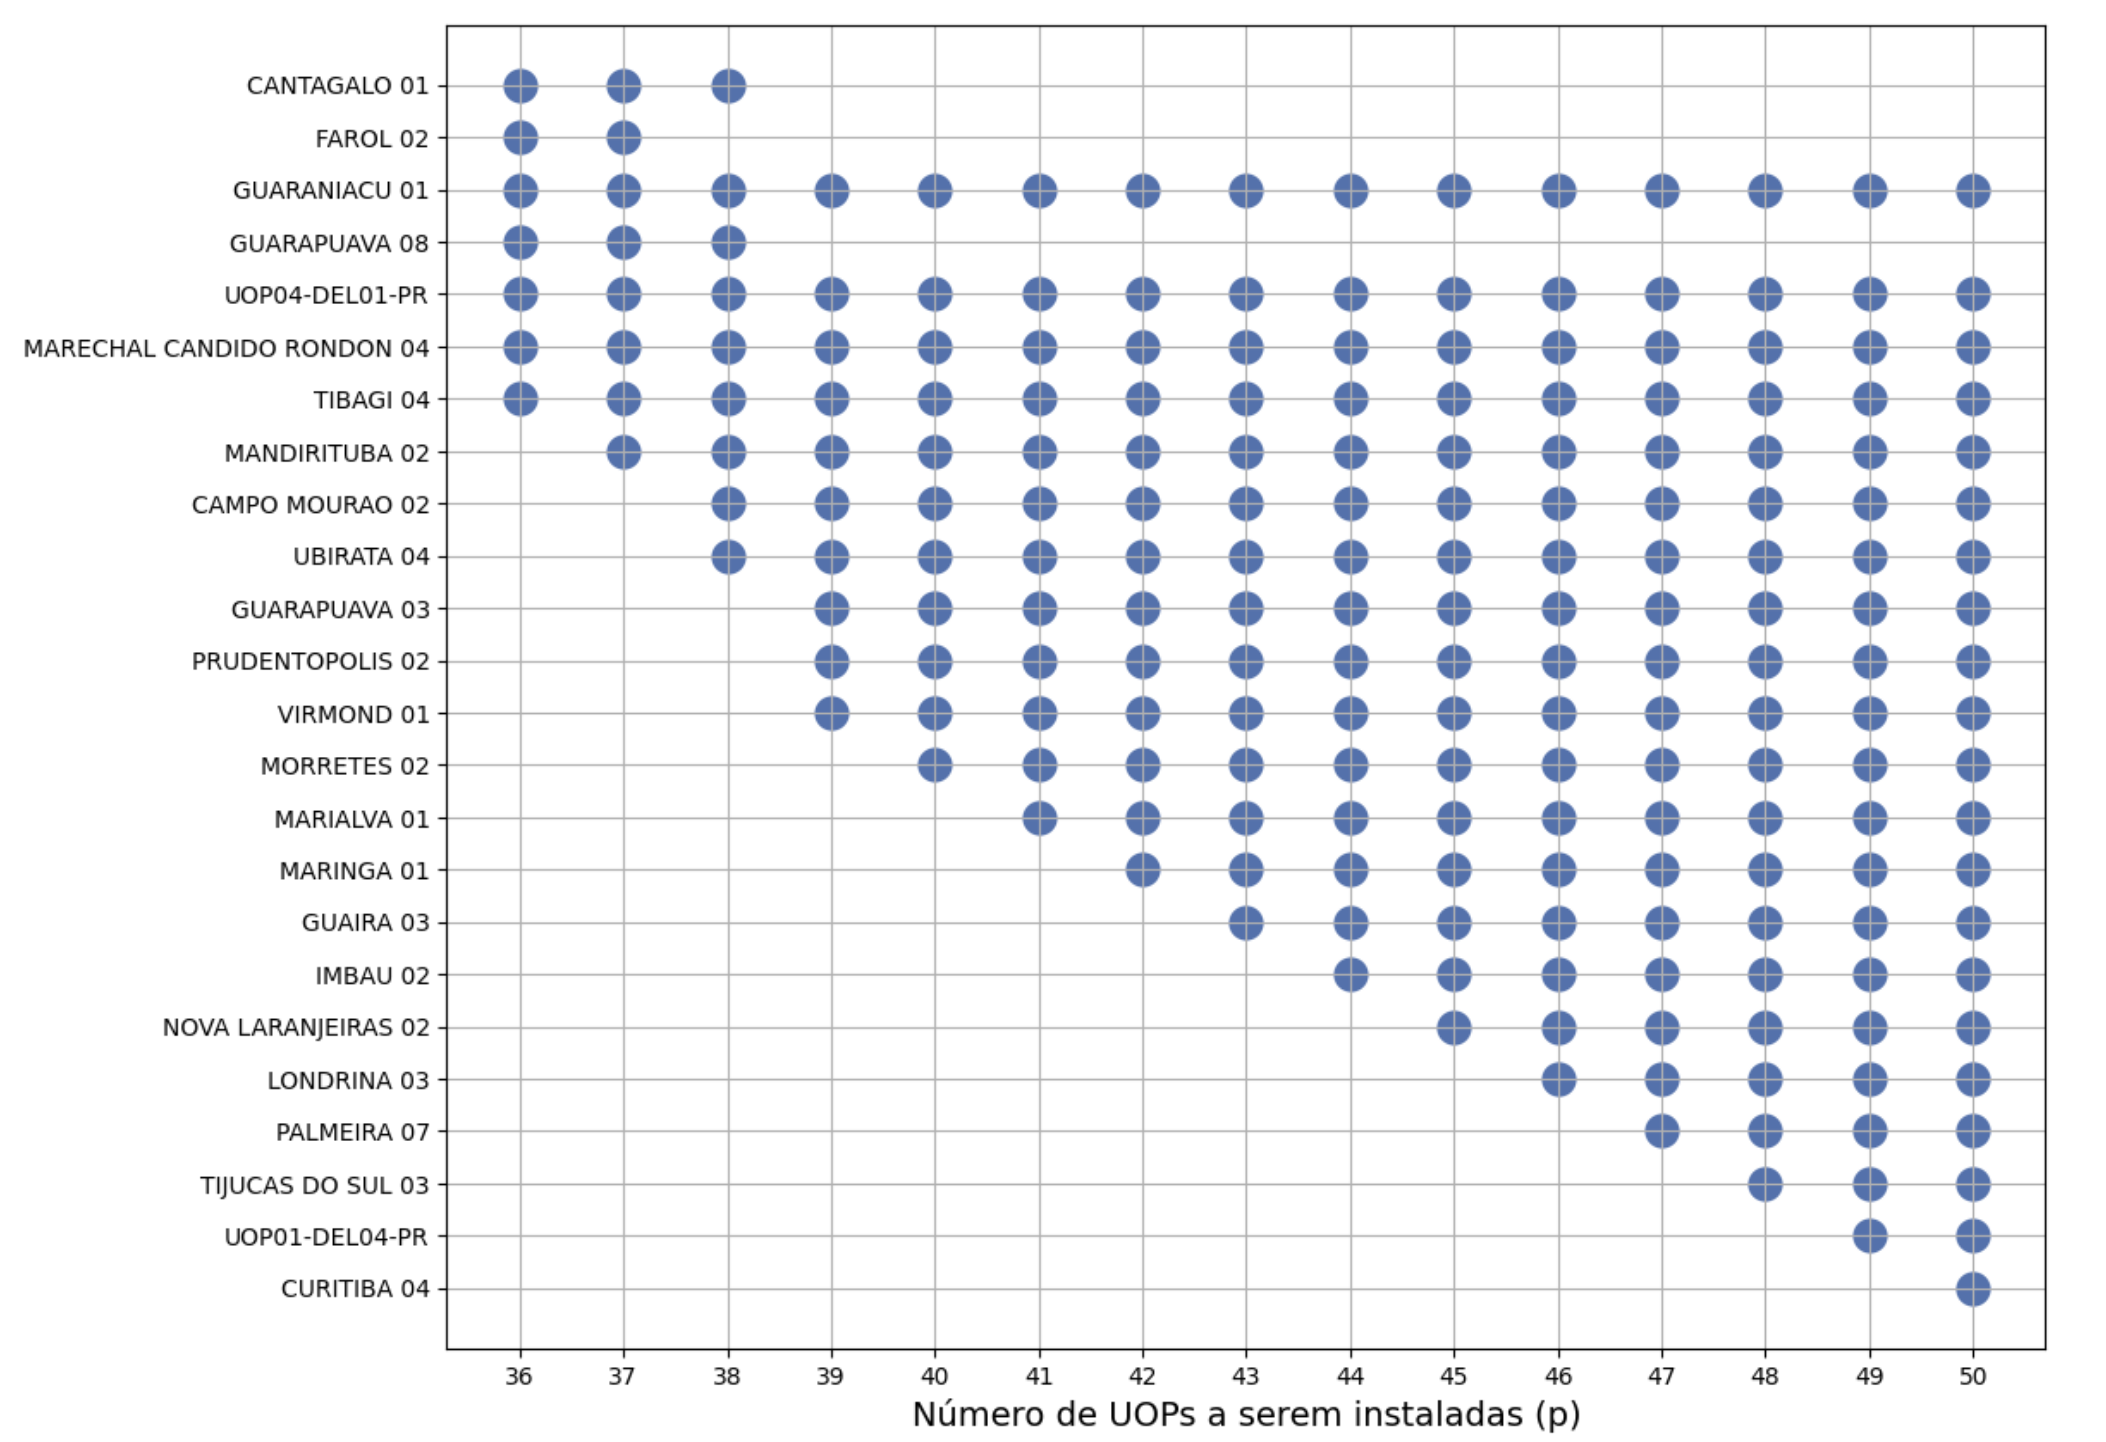 CANTAGALO 01
FAROL 02
GUARANIACU 01
GUARAPUAVA 08
UOP04-DEL01-PR
MARECHAL CANDIDO RONDON 04
TIBAGI 04
MANDIRITUBA 02
CAMPO MOURAO 02
UBIRATA 04
GUARAPUAVA 03
PRUDENTOPOLIS 02
VIRMOND 01
MORRETES 02
MARIALVA 01
MARINGA 01
GUAIRA 03
IMBAU 02
NOVA LARANJEIRAS 02
LONDRINA 03
PALMEIRA 07
TIJUCAS DO SUL 03
UOP01-DEL04-PR
CURITIBA 04
36 37 38 39 40 41 42 43 44 45 46 47 48 49 50
Número de UOPs a serem instaladas (p)